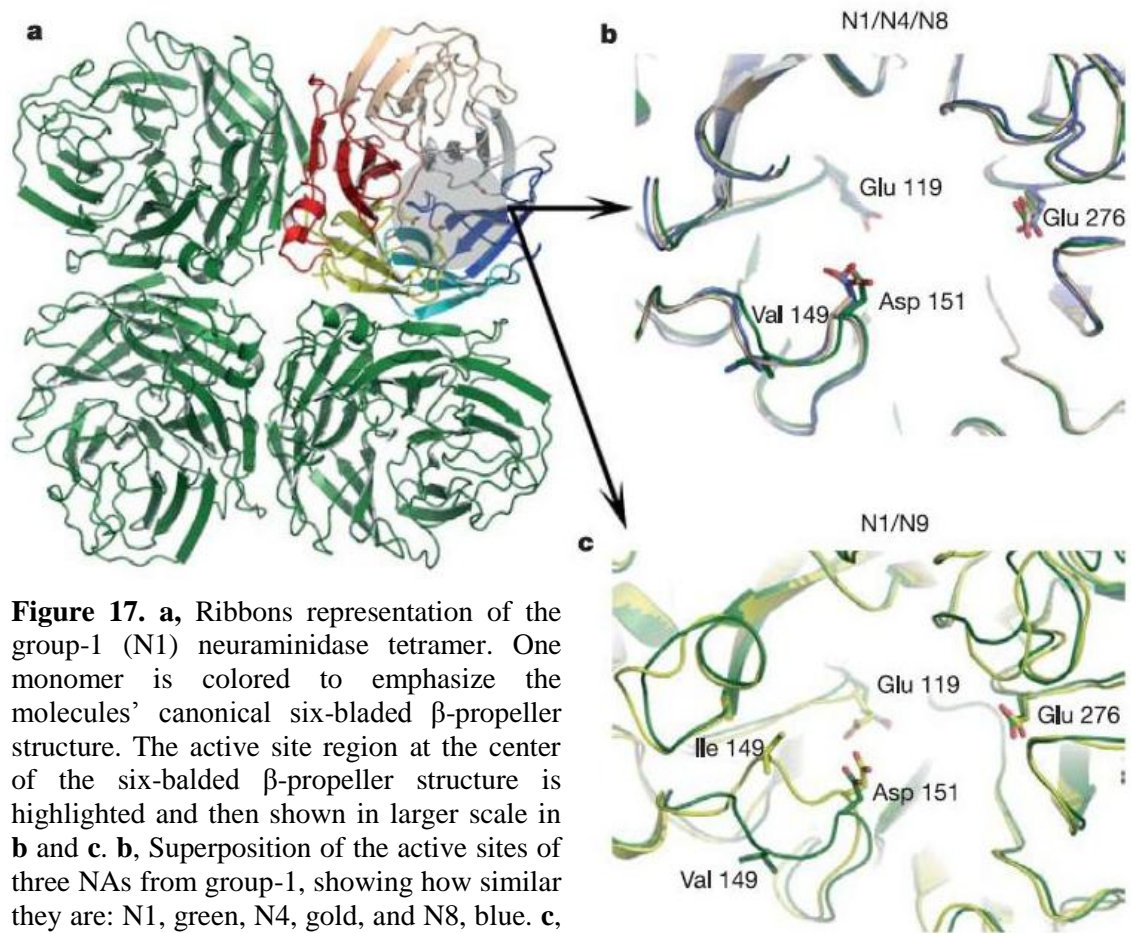 a
b
N1/N4/N8
Glu 119
Glu 276
Val 149
Asp 151
N1/N9
c
Glu 119
Glu 276
Ile 149
Asp 151
Val 149
Figure 17. a, Ribbons representation of the
group-1 (N1) neuraminidase tetramer. One
monomer is colored to emphasize the
molecules' canonical six-bladed β-propeller
structure. The active site region at the center
of the six-balded β-propeller structure is
highlighted and then shown in larger scale in
b and c. b, Superposition of the active sites of
three NAs from group-1, showing how similar
they are: N1, green, N4, gold, and N8, blue. c,